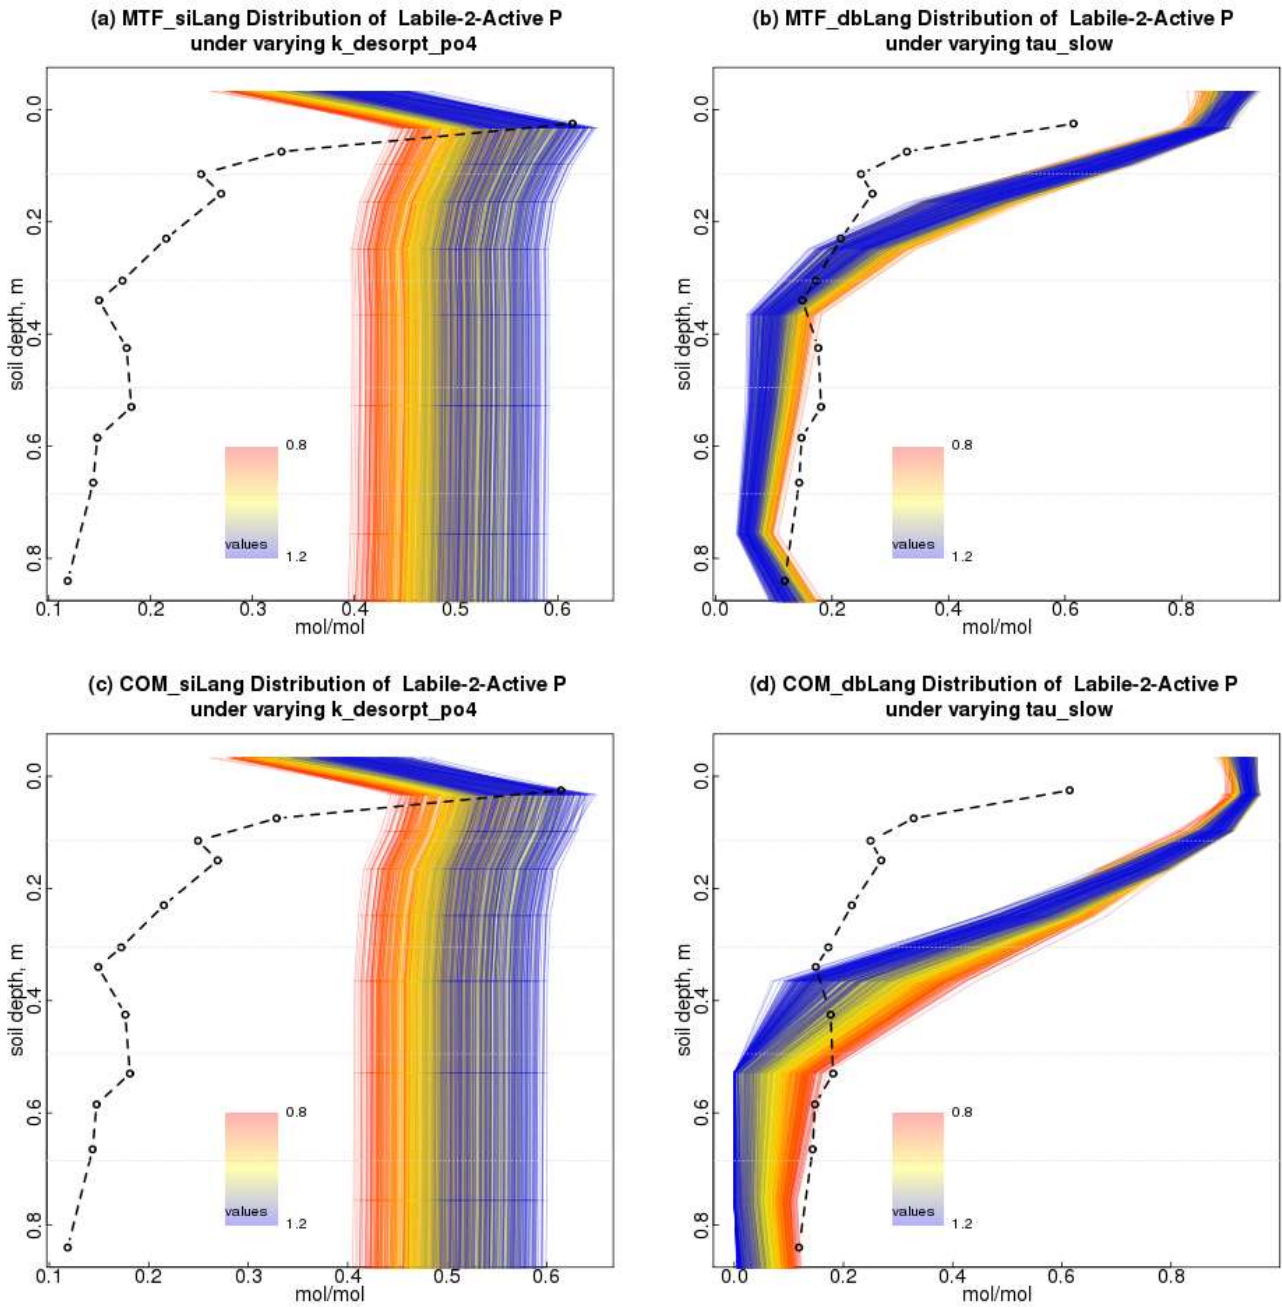 (a) MTF_siLang Distribution of Labile-2-Active P
under varying k_desorpt_po4
0.0
0.2
0.4
0.6
0.8
soil depth, m
0.8
values
1.2
0.1 0.2 0.3 0.4 0.5 0.6
mol/mol
(b) MTF_dbLang Distribution of Labile-2-Active P
under varying tau_slow
0.0
0.2
0.4
0.6
0.8
soil depth, m
0.8
values
1.2
0.0 0.2 0.4 0.6 0.8
mol/mol
(c) COM_siLang Distribution of Labile-2-Active P
under varying k_desorpt_po4
0.0
0.2
0.4
0.6
0.8
soil depth, m
0.8
values
1.2
0.1 0.2 0.3 0.4 0.5 0.6
mol/mol
(d) COM_dbLang Distribution of Labile-2-Active P
under varying tau_slow
0.0
0.2
0.4
0.6
0.8
soil depth, m
0.8
values
1.2
0.0 0.2 0.4 0.6 0.8
mol/mol